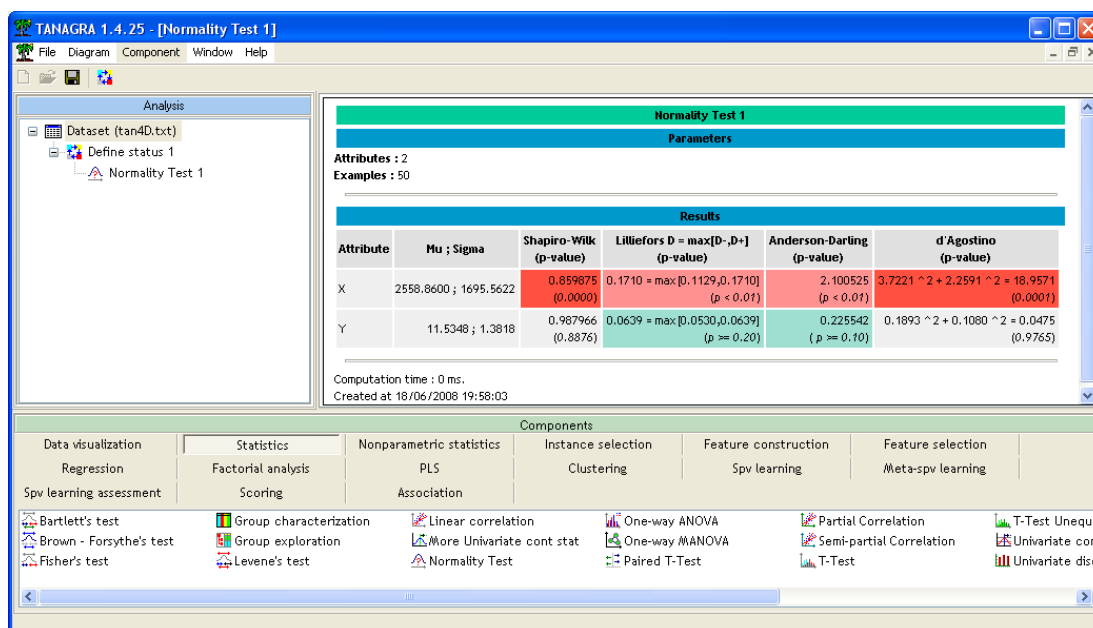 TANAGRA 1.4.25 - [Normality Test 1]
File Diagram Component Window Help
Analysis
Dataset (tan4D.txt)
Define status 1
Normality Test 1
Normality Test 1
Parameters
Attributes : 2
Examples : 50
Results
Attribute Mu ; Sigma Shapiro-Wilk (p-value) Lilliefors D = max[D-,D+] (p-value) Anderson-Darling (p-value) d'Agostino (p-value)
X 2558.8600 ; 1695.5622 0.859875 (0.0000) 0.1710 = max[0.1129,0.1710] (p < 0.01) 2.100525 (p < 0.01) 3.7221 ^2 + 2.2591 ^2 = 18.9571 (0.0001)
Y 11.5348 ; 1.3818 0.987966 (0.8876) 0.0639 = max[0.0530,0.0639] (p >= 0.20) 0.225542 ( p >= 0.10) 0.1893 ^2 + 0.1080 ^2 = 0.0475 (0.9765)
Computation time : 0 ms.
Created at 18/06/2008 19:58:03
Components
Data visualization Statistics Nonparametric statistics Instance selection Feature construction Feature selection
Regression Factorial analysis PLS Clustering Spv learning Meta-spv learning
Spv learning assessment Scoring Association
Bartlett's test Group characterization Linear correlation One-way ANOVA Partial Correlation T-Test Unequ
Brown - Forsythe's test Group exploration More Univariate cont stat One-way MANOVA Semi-partial Correlation Univariate con
Fisher's test Levene's test Normality Test Paired T-Test T-Test Univariate disc